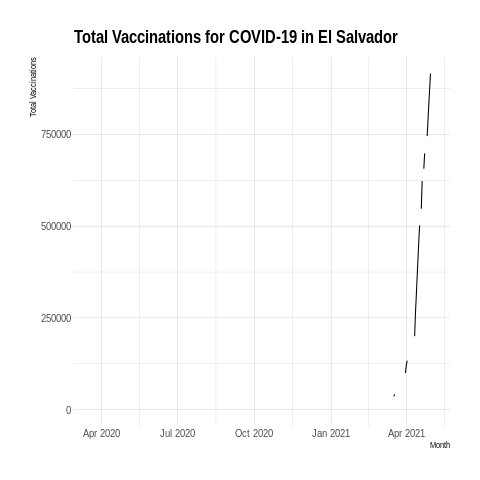 Total Vaccinations for COVID-19 in El Salvador
Total Vaccinations
750000
500000
250000
0
Apr 2020 Jul 2020 Oct 2020 Jan 2021 Apr 2021
Month